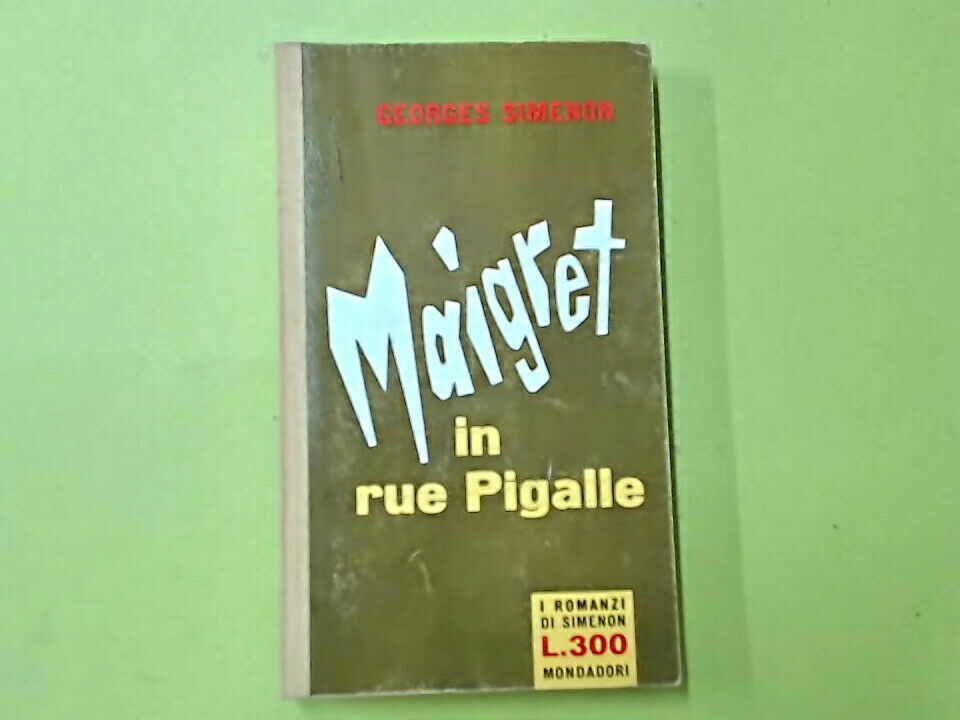 GEORGES SIMENON
Maigret
in
rue Pigalle
I ROMANZI
DI SIMENON
L.300
MONDADORI